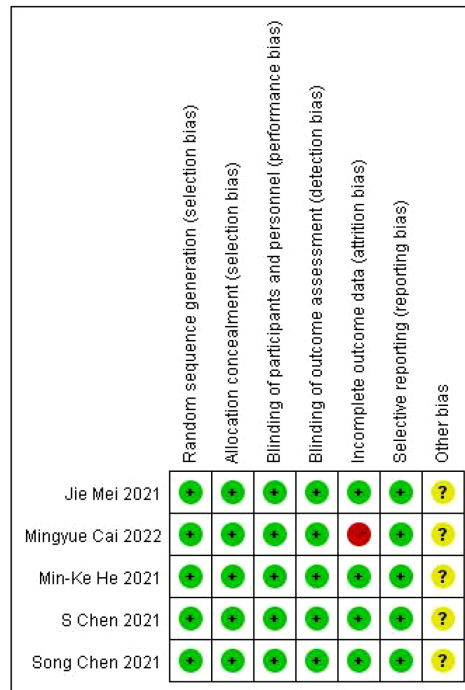 Random sequence generation (selection bias)
Allocation concealment (selection bias)
Blinding of participants and personnel (performance bias)
Blinding of outcome assessment (detection bias)
Incomplete outcome data (attrition bias)
Selective reporting (reporting bias)
Other bias
Jie Mei 2021 + + + + + + ?
Mingyue Cai 2022 + + + + + ?
Min-Ke He 2021 + + + + + + ?
S Chen 2021 + + + + + + ?
Song Chen 2021 + + + + + + ?